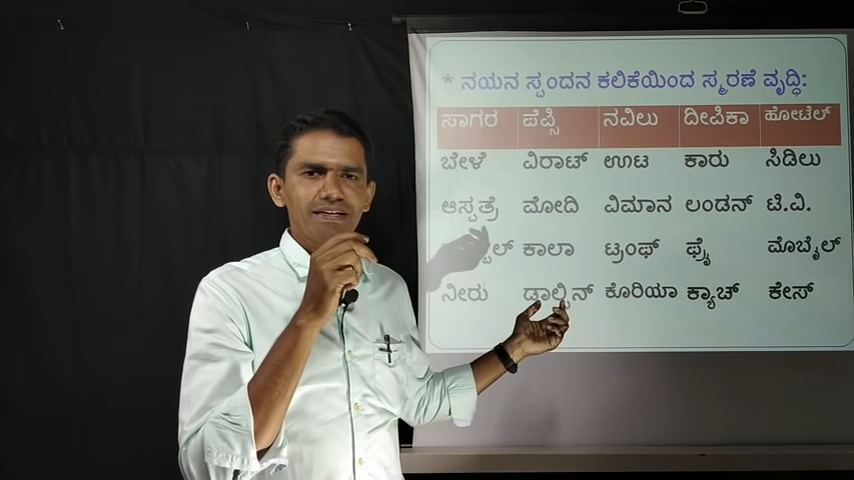 * ನಯನ ಸ್ಪಂದನ ಕಲಿಕೆಯಿಂದ ಸ್ಮರಣೆ ವೃದ್ಧಿ:
ಸಾಗರ ಪೆಪ್ಸಿ ನವಿಲು ದೀಪಿಕಾ ಹೋಟೆಲ್
ಬೇಳೆ ವಿರಾಟ್ ಊಟ ಕಾರು ಸಿಡಿಲು
ಆಸ್ಪತ್ರೆ ಮೋದಿ ವಿಮಾನ ಲಂಡನ್ ಟಿ.ವಿ.
ಕಾಲಾ ಟ್ರಂಫ್ ಫ್ರೈ ಮೊಬೈಲ್
ನೀರು ಡಾಲ್ಟಿನ್ ಕೊರಿಯಾ ಕ್ಯಾಚ್ ಕೇಸ್